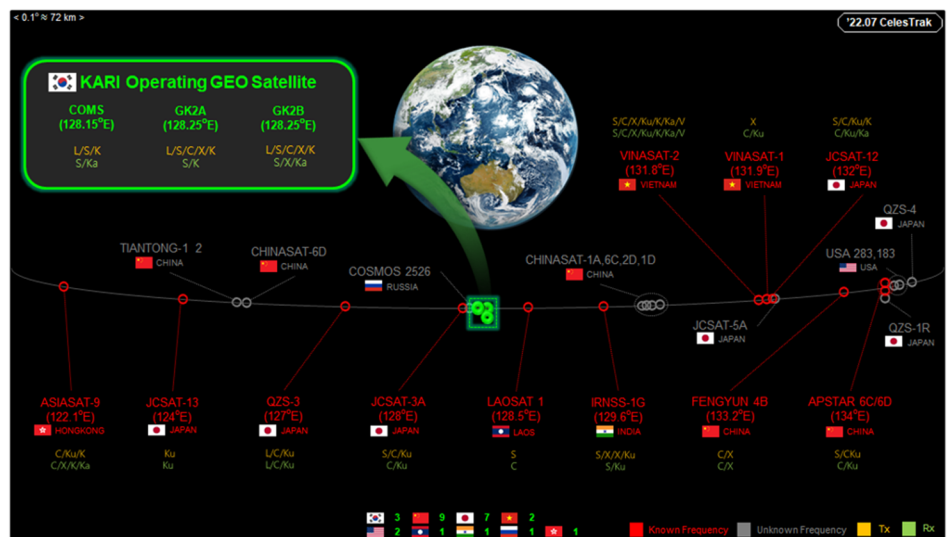 < 0.1° ≈ 72 km >
'22.07 CelesTrak
KARI Operating GEO Satellite
COMS
(128.15°E)
L/S/K
S/Ka
GK2A
(128.25°E)
L/S/C/X/K
S/K
GK2B
(128.25°E)
L/S/C/X/K
S/X/Ka
S/C/X/Ku/K/Ka/V
S/C/X/Ku/K/Ka/V
VINASAT-2
(131.8°E)
VIETNAM
X
C/Ku
VINASAT-1
(131.9°E)
VIETNAM
S/C/Ku/K
C/Ku/Ka
JCSAT-12
(132°E)
JAPAN
QZS-4
JAPAN
TIANTONG-1 2
CHINA
CHINASAT-6D
CHINA
COSMOS 2526
RUSSIA
CHINASAT-1A,6C,2D,1D
CHINA
USA 283,183
USA
JCSAT-5A
JAPAN
QZS-1R
JAPAN
ASIASAT-9
(122.1°E)
HONGKONG
C/Ku/K
C/X/K/Ka
JCSAT-13
(124°E)
JAPAN
Ku
Ku
QZS-3
(127°E)
JAPAN
L/C/Ku
L/C/Ku
JCSAT-3A
(128°E)
JAPAN
S/C/Ku
C/Ku
LAOSAT 1
(128.5°E)
LAOS
S
C
IRNSS-1G
(129.6°E)
INDIA
S/X/X/Ku
S/Ku
FENGYUN 4B
(133.2°E)
CHINA
C/X
C/X
APSTAR 6C/6D
(134°E)
CHINA
S/CKu
C/Ku
3 9 7 2
2 1 1 1 1
Known Frequency Unknown Frequency Tx Rx